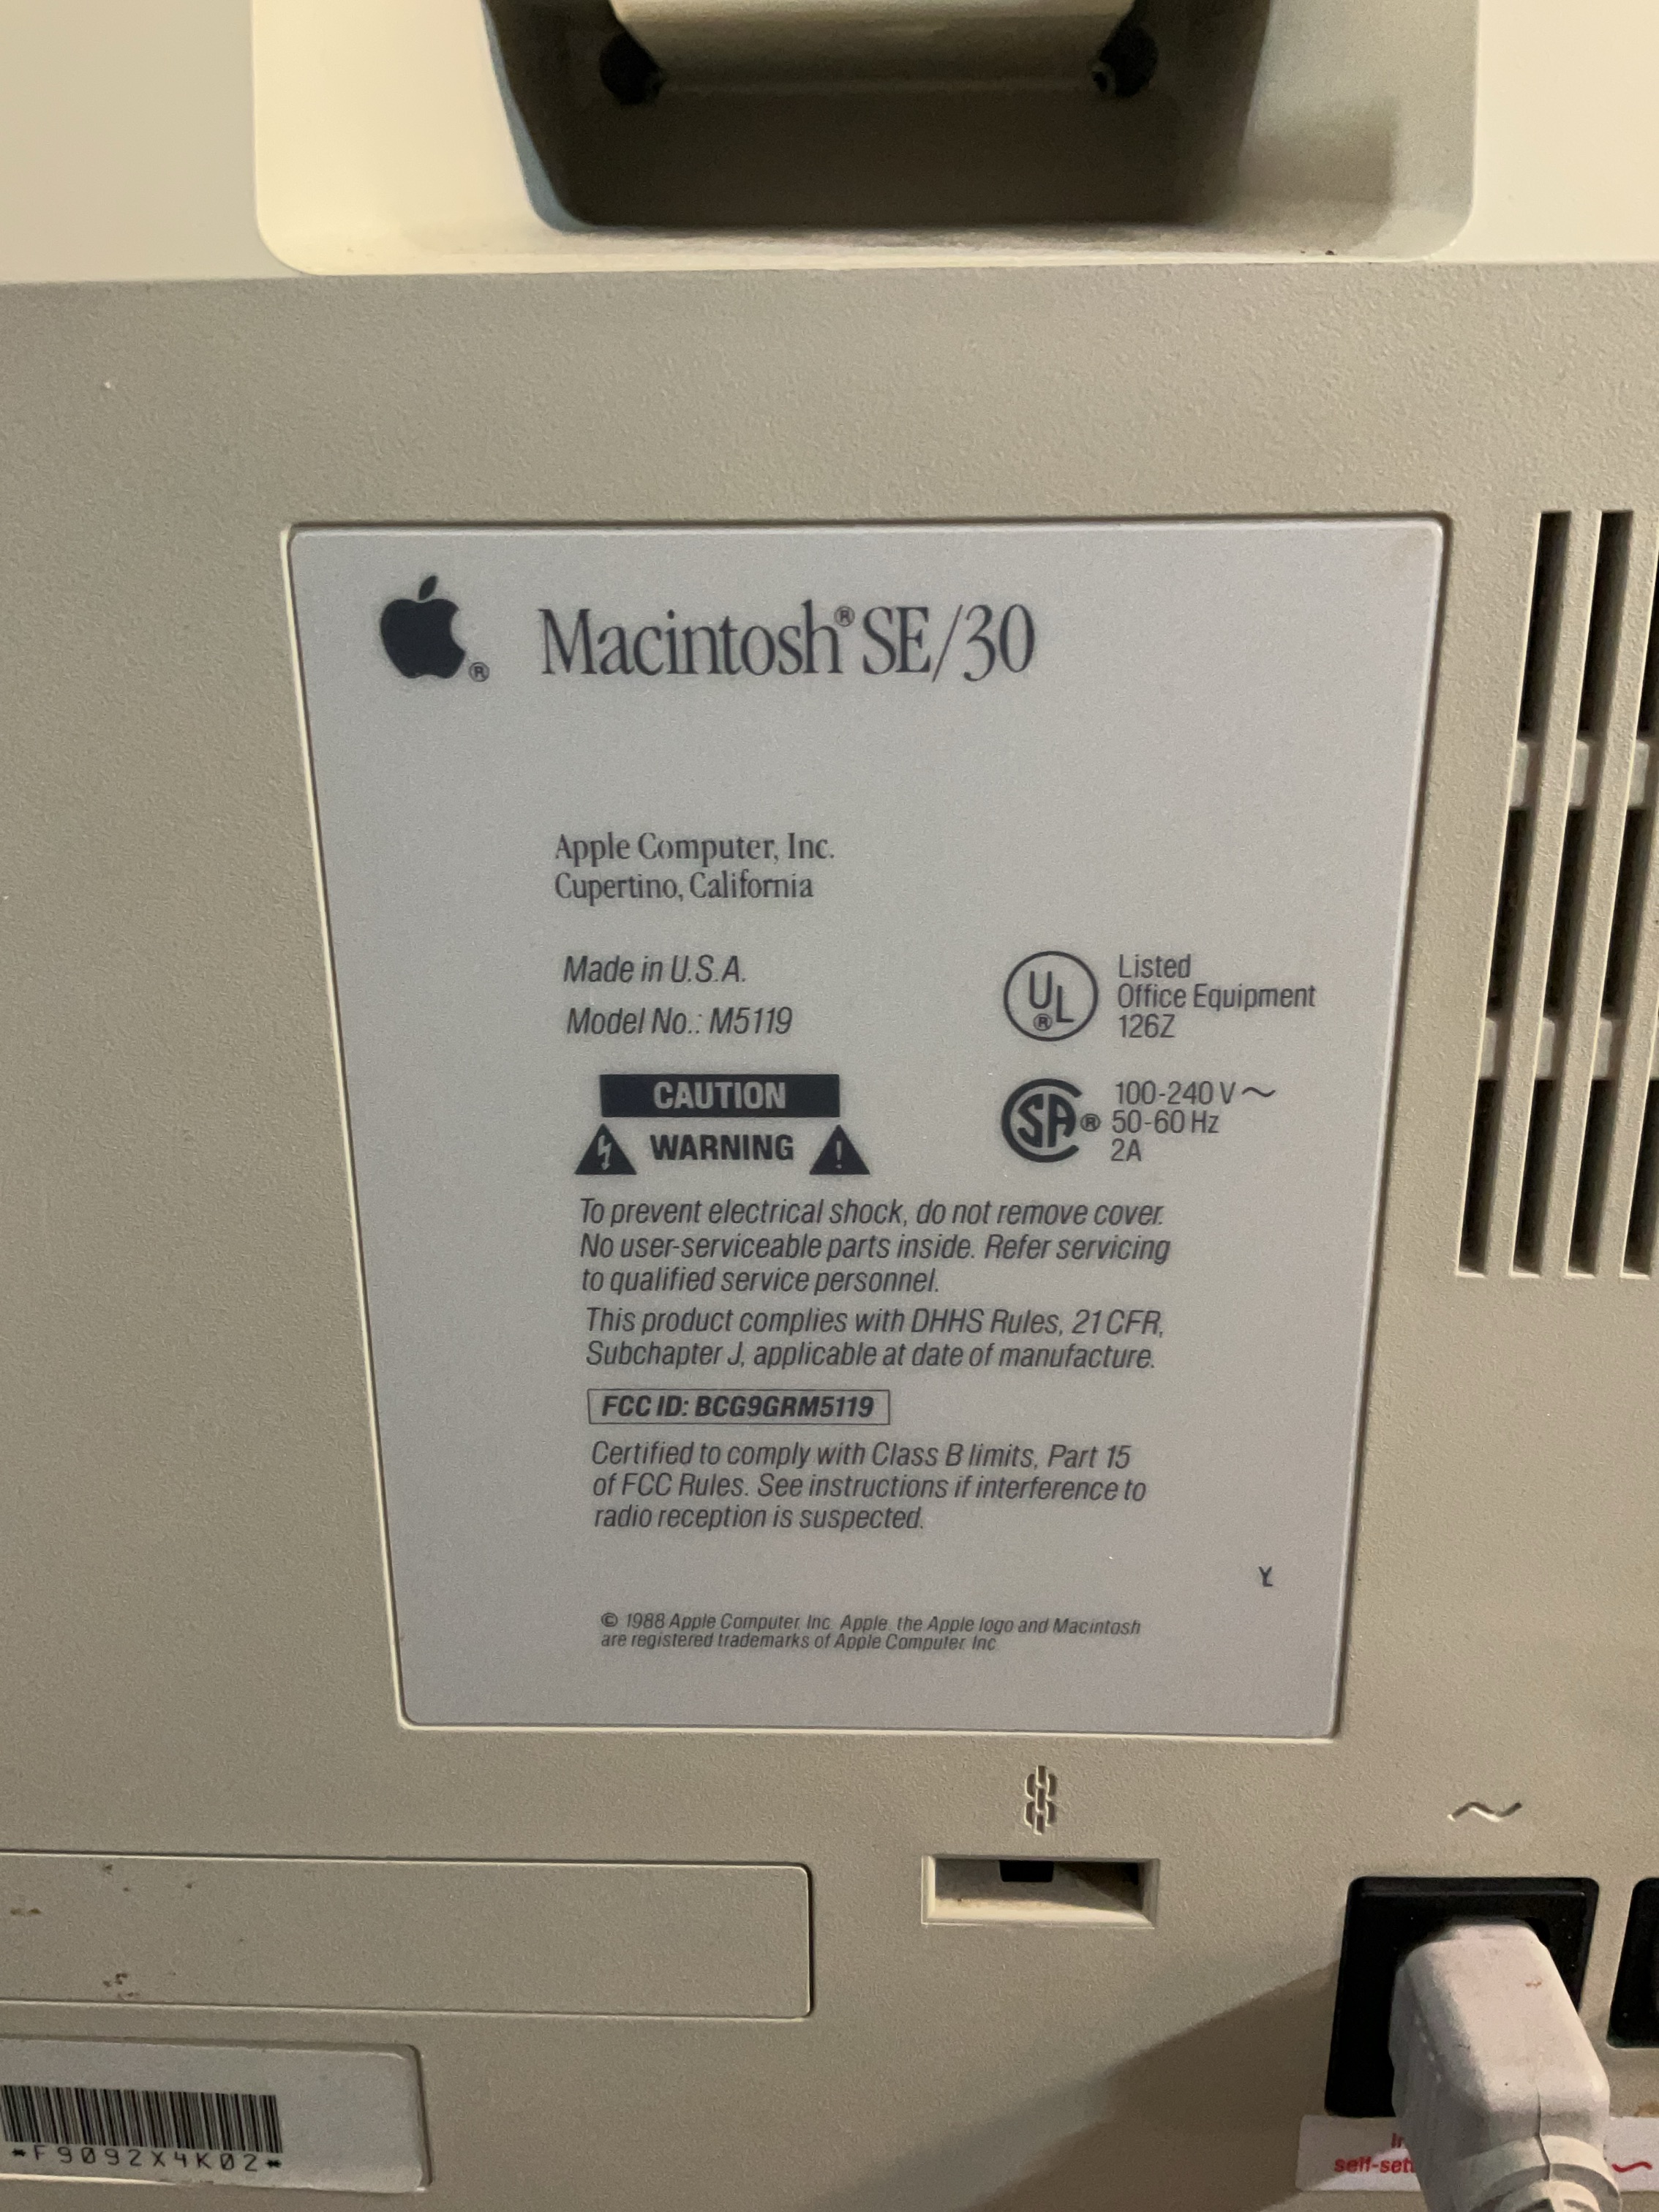 Macintosh® SE/30
Apple Computer, Inc.
Cupertino, California
Made in U.S.A.
Model No.: M5119
UL®
Listed
Office Equipment
126Z
CAUTION
WARNING
SA®
100-240 V ~
50-60 Hz
2A
To prevent electrical shock, do not remove cover.
No user-serviceable parts inside. Refer servicing
to qualified service personnel.
This product complies with DHHS Rules, 21 CFR,
Subchapter J, applicable at date of manufacture.
FCC ID: BCG9GRM5119
Certified to comply with Class B limits, Part 15
of FCC Rules. See instructions if interference to
radio reception is suspected.
© 1988 Apple Computer, Inc. Apple, the Apple logo and Macintosh
are registered trademarks of Apple Computer, Inc.
*F9092X4K02*